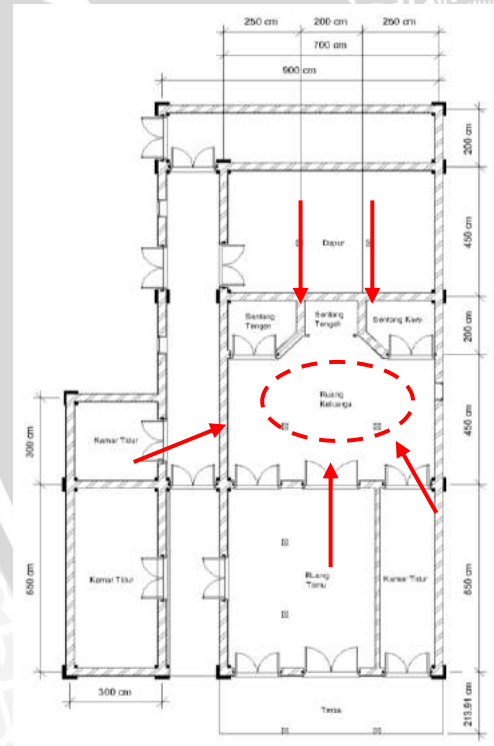 250 cm
200 cm
250 cm
700 cm
900 cm
200 cm
450 cm
Dapur
Sentong
Tengen
Sentong
Tengah
Sentong Kiwo
200 cm
Ruang
Keluarga
450 cm
300 cm
Kamar Tidur
650 cm
Kamar Tidur
Ruang
Tamu
Kamar Tidur
650 cm
300 cm
Teras
213.91 cm